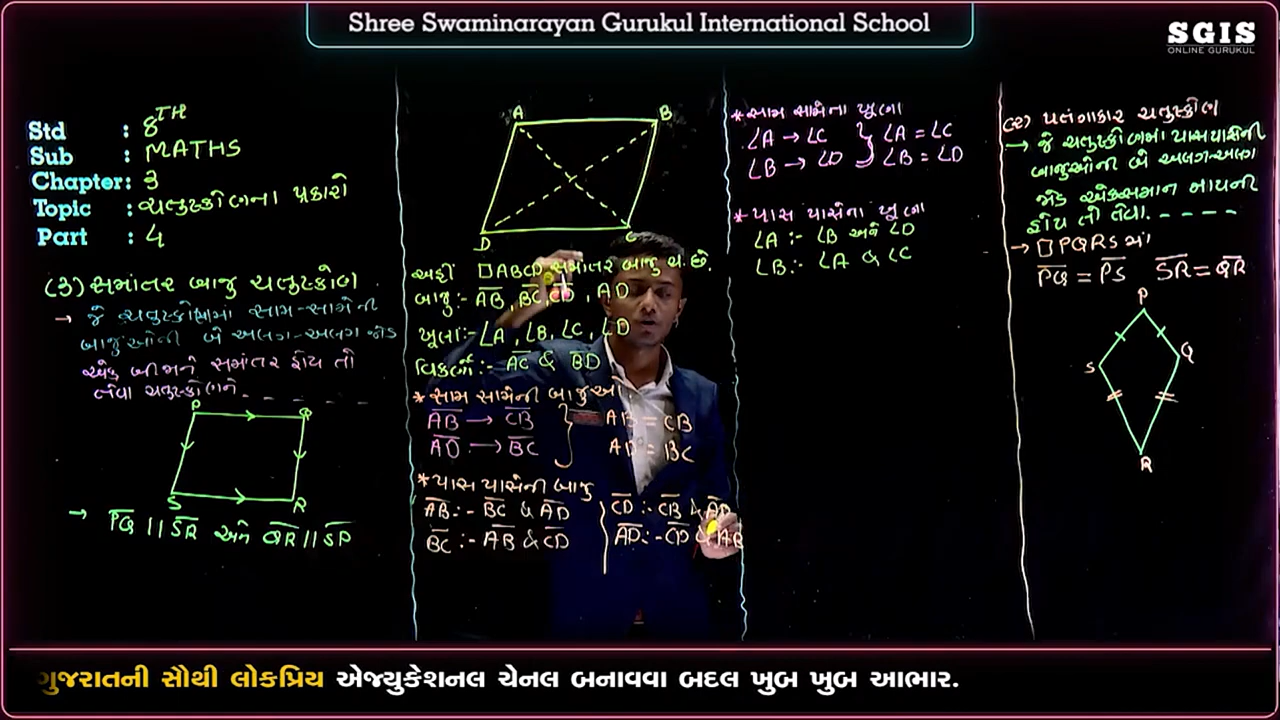 Shree Swaminarayan Gurukul International School
SGIS
ONLINE GURUKUL
Std : 8TH
Sub : MATHS
Chapter: 3
Topic : ચતુષ્કોણના પ્રકારો
Part : 4
(૩) સમાંતર બાજુ ચતુષ્કોણ
→ જે ચતુષ્કોણમાં સામ-સામેની
બાજુઓની બે અલગ-અલગ જોડ
એક બીજાને સમાંતર હોય તો
તેવા ચતુષ્કોણને - - - - - -
P Q
S R
→ PQ || SR અને QR || SP
A B
D C
અહીં □ABCD સમાંતર બાજુ ચ. છે.
બાજુ :- AB, BC, CD, AD
ખૂણા:- ∠A, ∠B, ∠C, ∠D
વિકર્ણ :- AC & BD
* સામ સામેની બાજુઓ
AB → CB } AB = CB
AD → BC AD = BC
* પાસ પાસેની બાજુ
AB :- BC & AD
BC :- AB & CD
CD :- CB & AD
AD :- CD & AB
* સામ સામેના ખૂણા
∠A → ∠C } ∠A = ∠C
∠B → ∠D ∠B = ∠D
* પાસ પાસેના ખૂણા
∠A :- ∠B અને ∠D
∠B :- ∠A & ∠C
પતંગાકાર ચતુષ્કોણ
→ જે ચતુષ્કોણમાં પાસપાસેની
બાજુઓની બે અલગ-અલગ
જોડ એકસમાન માપની
હોય તો તેવા - - - - -
→ □PQRS માં
PQ = PS SR = QR
P
S Q
R
ગુજરાતની સૌથી લોકપ્રિય એજ્યુકેશનલ ચેનલ બનાવવા બદલ ખુબ ખુબ આભાર.